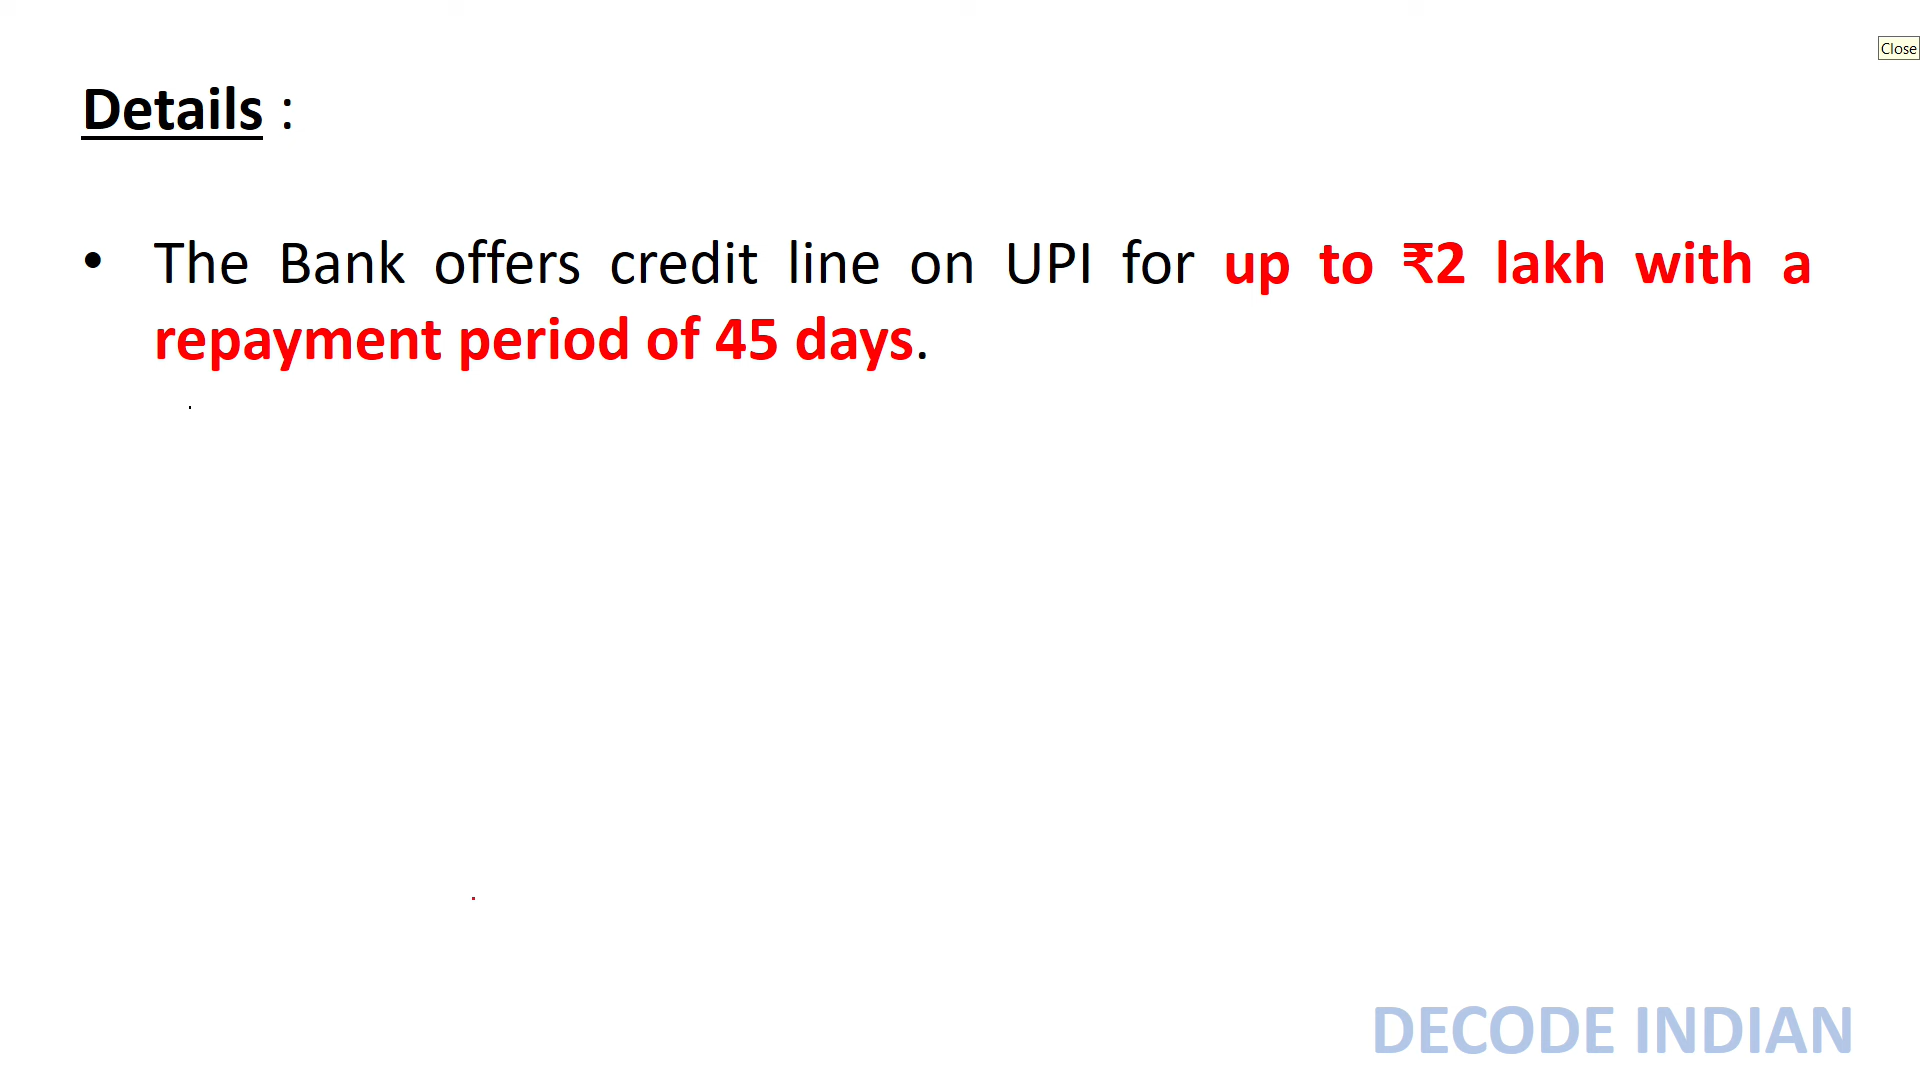 Close
Details :
• The Bank offers credit line on UPI for up to ₹2 lakh with a
repayment period of 45 days.
DECODE INDIAN